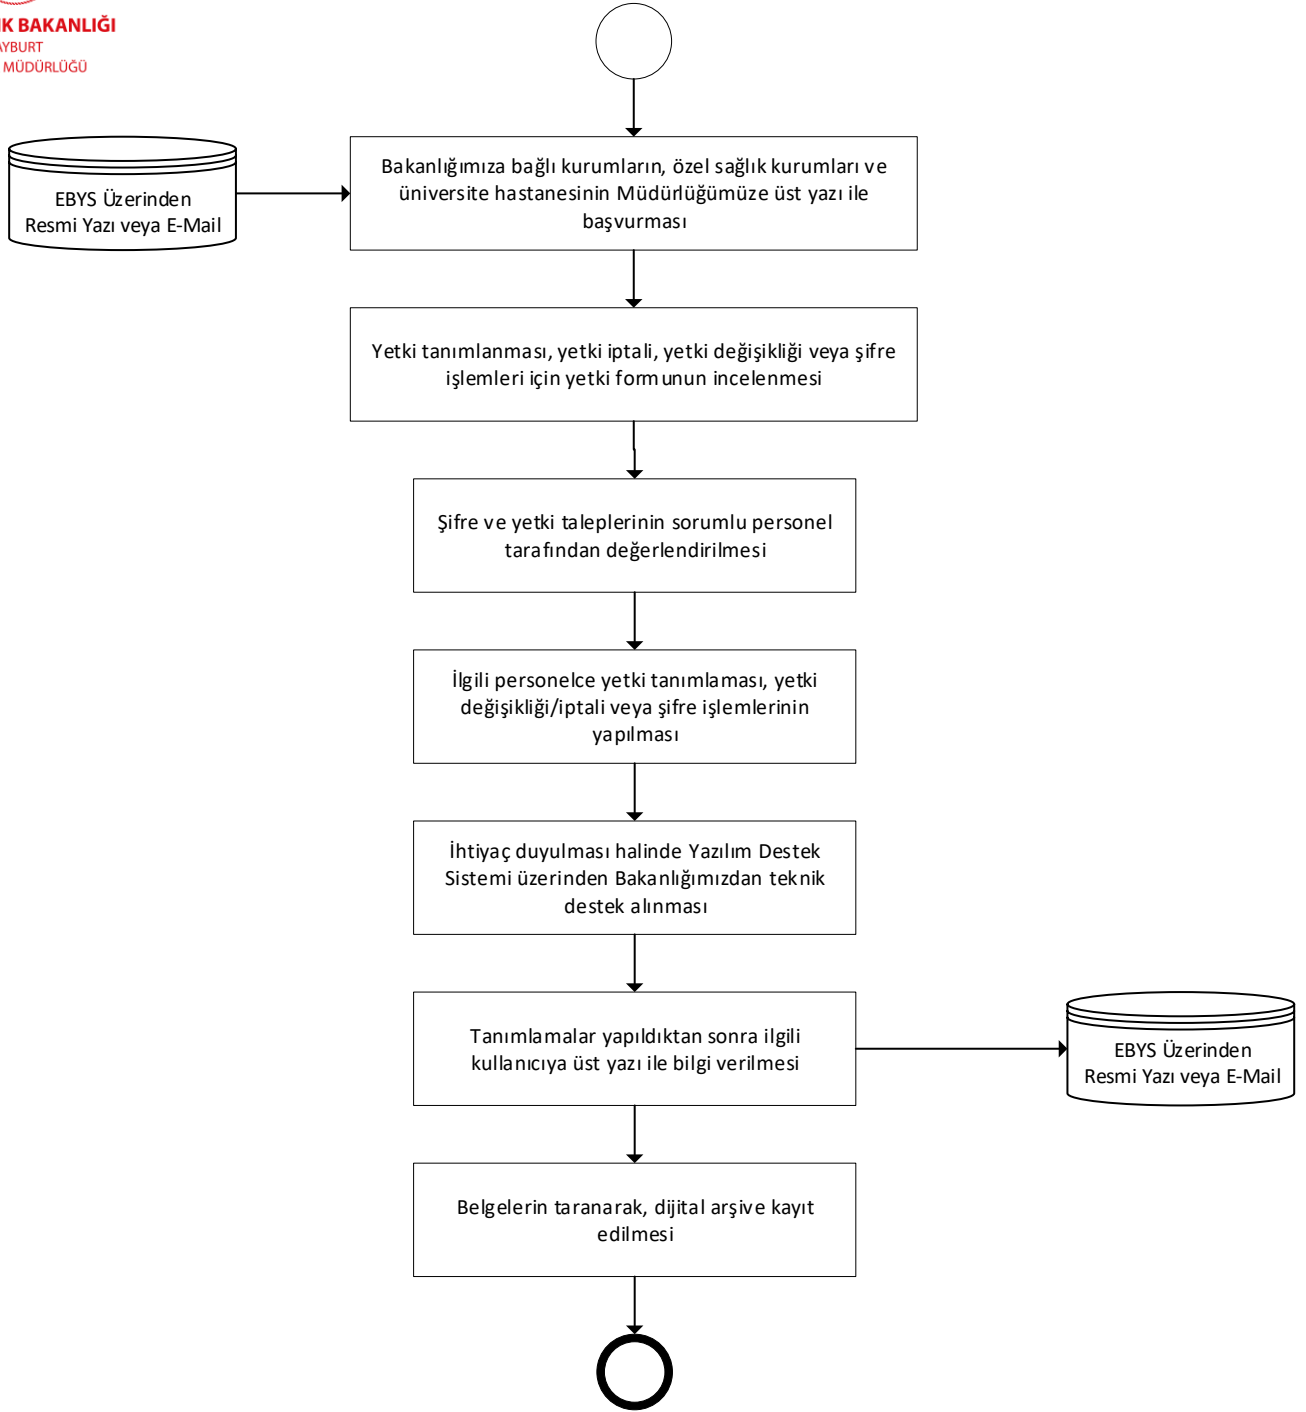 IK BAKANLIĞI
AYBURT
MÜDÜRLÜĞÜ
EBYS Üzerinden
Resmi Yazı veya E-Mail
Bakanlığımıza bağlı kurumların, özel sağlık kurumları ve
üniversite hastanesinin Müdürlüğümüze üst yazı ile
başvurması
Yetki tanımlanması, yetki iptali, yetki değişikliği veya şifre
işlemleri için yetki formunun incelenmesi
Şifre ve yetki taleplerinin sorumlu personel
tarafından değerlendirilmesi
İlgili personelce yetki tanımlaması, yetki
değişikliği/iptali veya şifre işlemlerinin
yapılması
İhtiyaç duyulması halinde Yazılım Destek
Sistemi üzerinden Bakanlığımızdan teknik
destek alınması
Tanımlamalar yapıldıktan sonra ilgili
kullanıcıya üst yazı ile bilgi verilmesi
EBYS Üzerinden
Resmi Yazı veya E-Mail
Belgelerin taranarak, dijital arşive kayıt
edilmesi